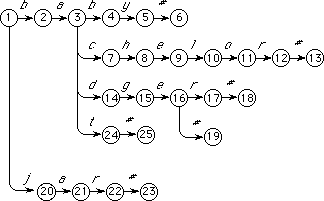 b a b y #
1 2 3 4 5 6
c h e l o r #
7 8 9 10 11 12 13
d g e r #
14 15 16 17 18
t # #
24 25 19
j a r #
20 21 22 23